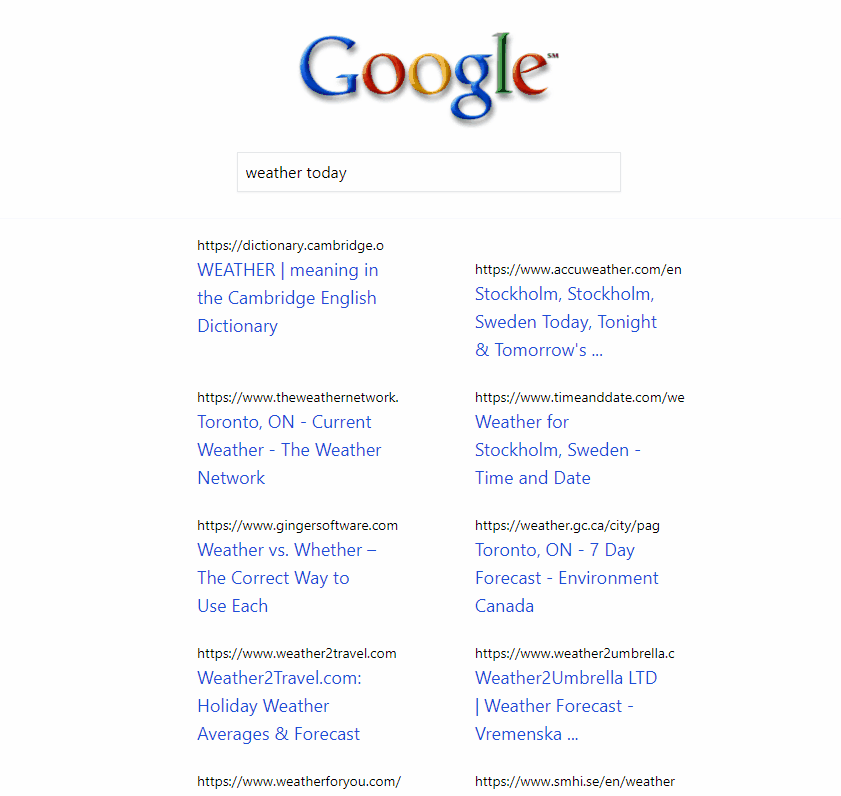 Google℠
weather today
https://dictionary.cambridge.o
WEATHER | meaning in
the Cambridge English
Dictionary
https://www.accuweather.com/en
Stockholm, Stockholm,
Sweden Today, Tonight
& Tomorrow's ...
https://www.theweathernetwork.
Toronto, ON - Current
Weather - The Weather
Network
https://www.timeanddate.com/we
Weather for
Stockholm, Sweden -
Time and Date
https://www.gingersoftware.com
Weather vs. Whether –
The Correct Way to
Use Each
https://weather.gc.ca/city/pag
Toronto, ON - 7 Day
Forecast - Environment
Canada
https://www.weather2travel.com
Weather2Travel.com:
Holiday Weather
Averages & Forecast
https://www.weather2umbrella.c
Weather2Umbrella LTD
| Weather Forecast -
Vremenska ...
https://www.weatherforyou.com/
https://www.smhi.se/en/weather